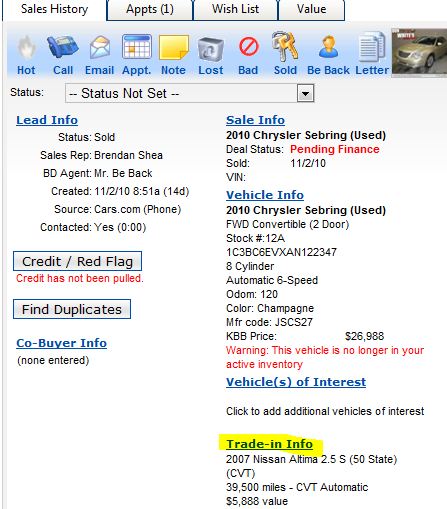 Sales History
Appts (1)
Wish List
Value
Hot
Call
Email
Appt.
Note
Lost
Bad
Sold
Be Back
Letter
Status:
-- Status Not Set --
Lead Info
Status: Sold
Sales Rep: Brendan Shea
BD Agent: Mr. Be Back
Created: 11/2/10 8:51a (14d)
Source: Cars.com (Phone)
Contacted: Yes (0:00)
Credit / Red Flag
Credit has not been pulled.
Find Duplicates
Co-Buyer Info
(none entered)
Sale Info
2010 Chrysler Sebring (Used)
Deal Status: Pending Finance
Sold: 11/2/10
VIN:
Vehicle Info
2010 Chrysler Sebring (Used)
FWD Convertible (2 Door)
Stock #:12A
1C3BC6EVXAN122347
8 Cylinder
Automatic 6-Speed
Odom: 120
Color: Champagne
Mfr code: JSCS27
KBB Price: $26,988
Warning: This vehicle is no longer in your
active inventory
Vehicle(s) of Interest
Click to add additional vehicles of interest
Trade-in Info
2007 Nissan Altima 2.5 S (50 State)
(CVT)
39,500 miles - CVT Automatic
$5,888 value